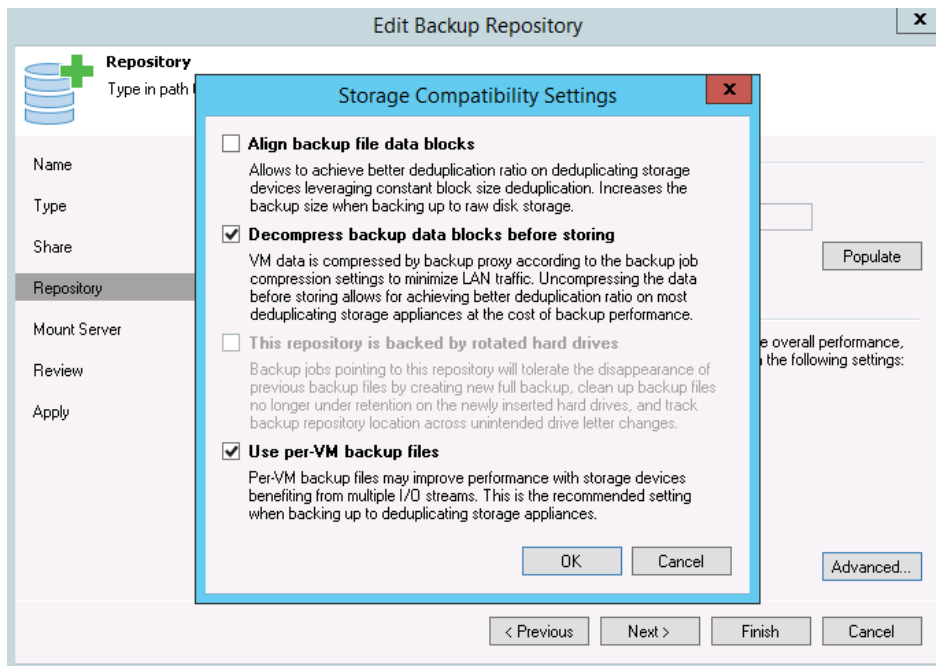 Edit Backup Repository
x
Repository
Type in path
Storage Compatibility Settings
x
Name
Type
Share
Repository
Mount Server
Review
Apply
Align backup file data blocks
Allows to achieve better deduplication ratio on deduplicating storage
devices leveraging constant block size deduplication. Increases the
backup size when backing up to raw disk storage.
Decompress backup data blocks before storing
VM data is compressed by backup proxy according to the backup job
compression settings to minimize LAN traffic. Uncompressing the data
before storing allows for achieving better deduplication ratio on most
deduplicating storage appliances at the cost of backup performance.
This repository is backed by rotated hard drives
Backup jobs pointing to this repository will tolerate the disappearance of
previous backup files by creating new full backup, clean up backup files
no longer under retention on the newly inserted hard drives, and track
backup repository location across unintended drive letter changes.
Use per-VM backup files
Per-VM backup files may improve performance with storage devices
benefiting from multiple I/O streams. This is the recommended setting
when backing up to deduplicating storage appliances.
OK
Cancel
Populate
e overall performance,
the following settings:
Advanced...
< Previous
Next >
Finish
Cancel